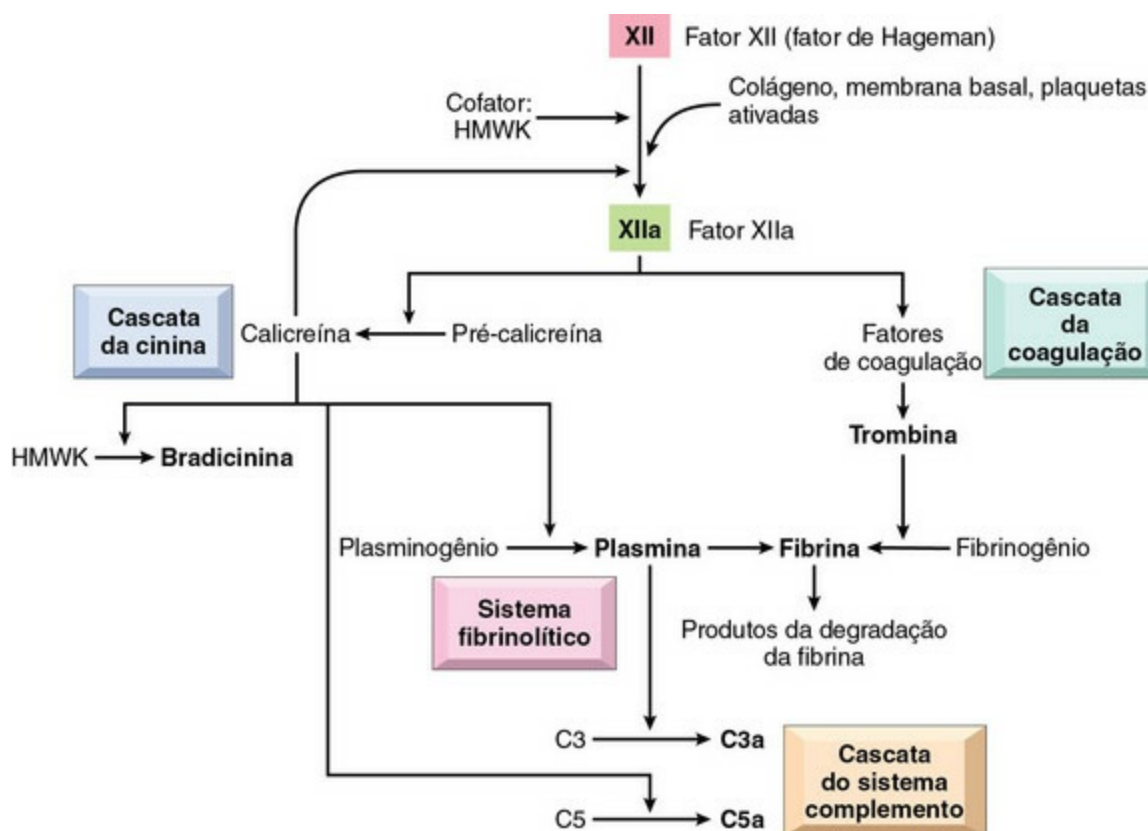 XII Fator XII (fator de Hageman)
Cofator:
HMWK
Colágeno, membrana basal, plaquetas
ativadas
XIIa Fator XIIa
Cascata
da cinina
Calicreína
Pré-calicreína
Fatores
de coagulação
Cascata
da
coagulação
Trombina
HMWK
Bradicinina
Plasminogênio
Plasmina
Fibrina
Fibrinogênio
Sistema
fibrinolítico
Produtos da degradação
da fibrina
C3
C3a
Cascata
do sistema
complemento
C5
C5a